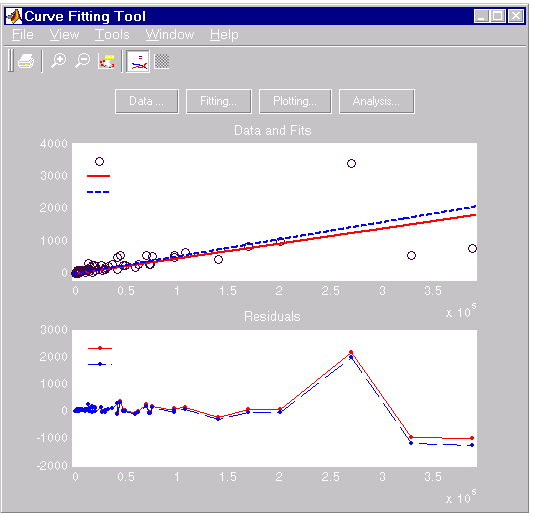 Curve Fitting Tool
File View Tools Window Help
Data ... Fitting... Plotting... Analysis...
Data and Fits
4000
3000
2000
1000
0
0 0.5 1 1.5 2 2.5 3 3.5
x 10^5
Residuals
3000
2000
1000
0
-1000
-2000
0 0.5 1 1.5 2 2.5 3 3.5
x 10^5